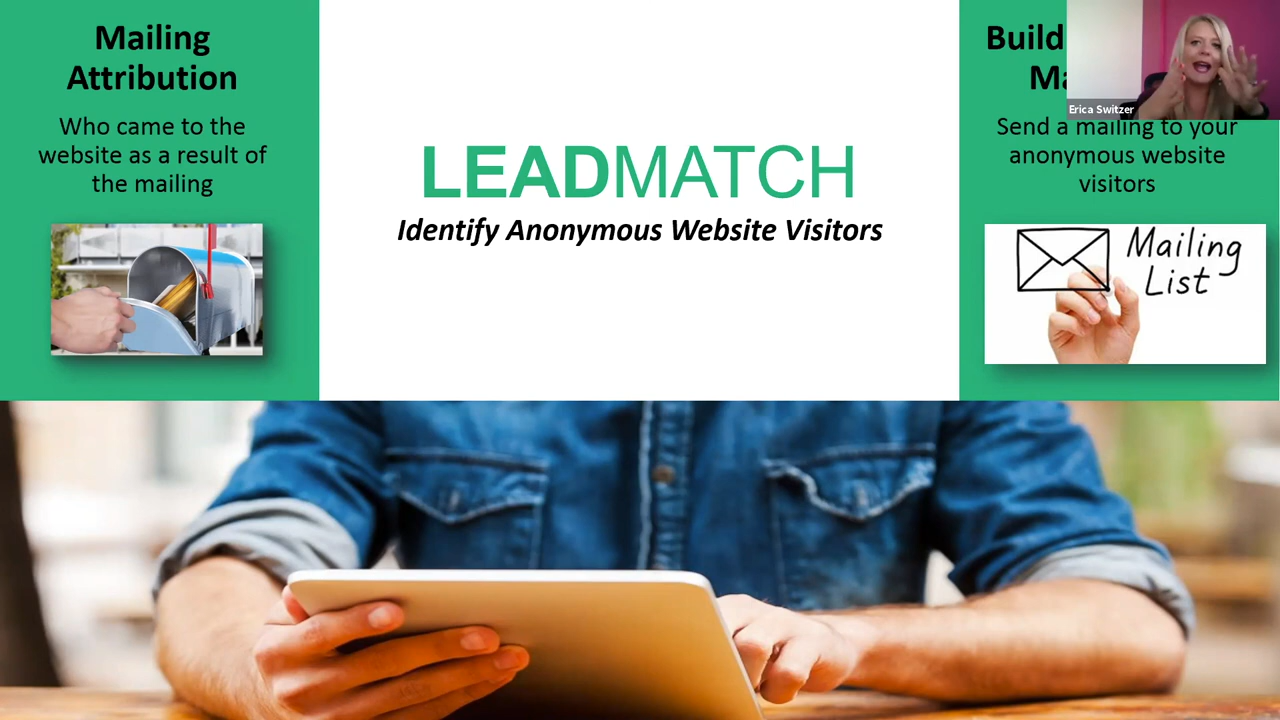 Mailing
Attribution
Who came to the
website as a result of
the mailing
LEADMATCH
Identify Anonymous Website Visitors
Build
Erica Switzer
Send a mailing to your
anonymous website
visitors
Mailing
List